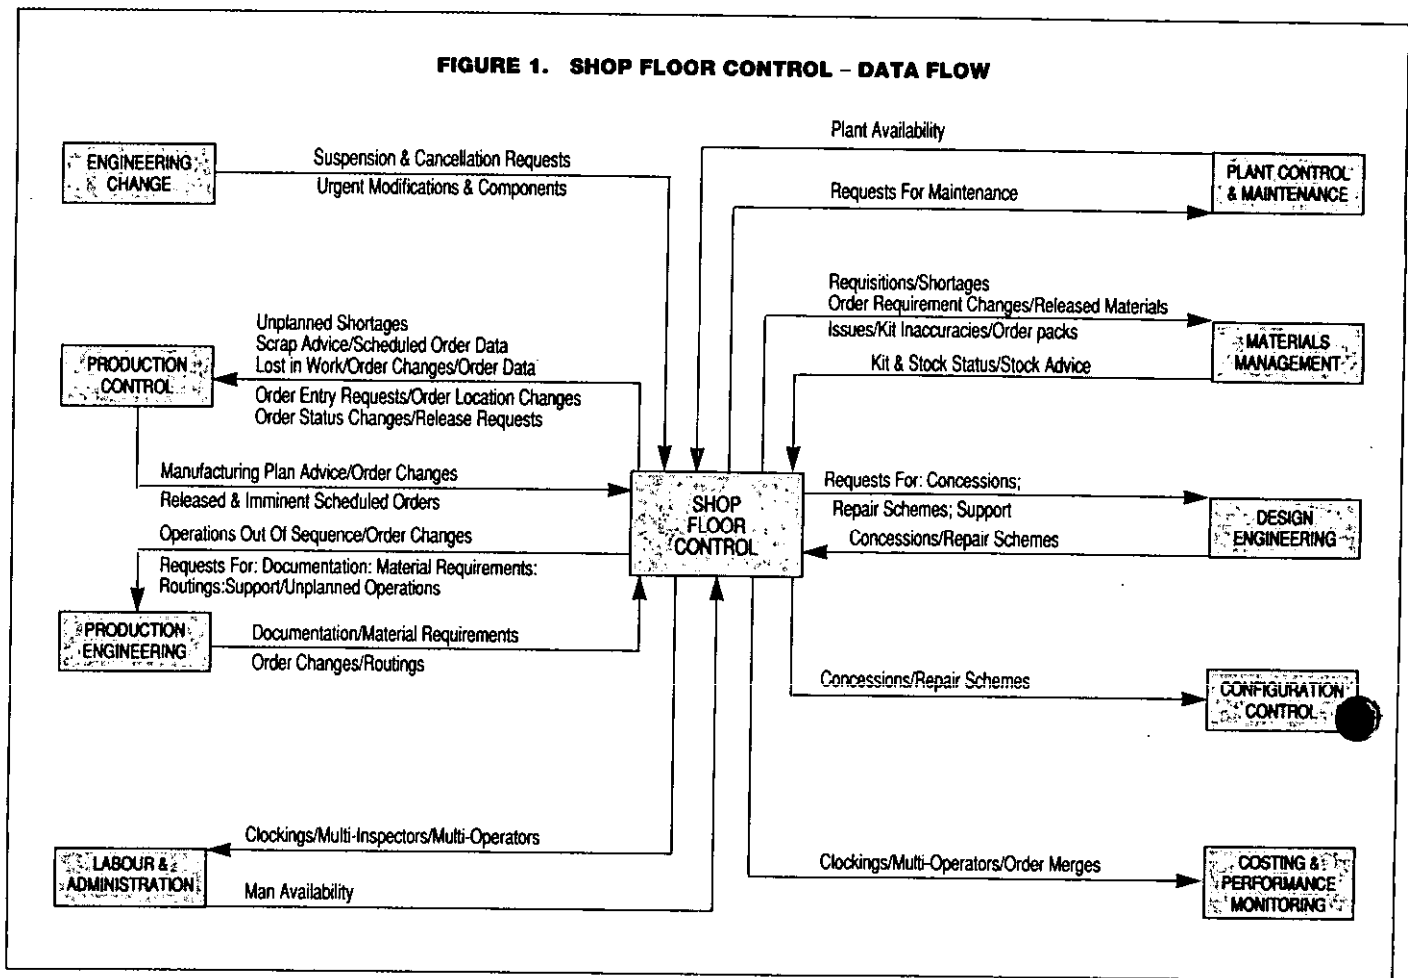 FIGURE 1. SHOP FLOOR CONTROL – DATA FLOW
ENGINEERING
CHANGE
Suspension & Cancellation Requests
Urgent Modifications & Components
Plant Availability
Requests For Maintenance
PLANT CONTROL
& MAINTENANCE
Unplanned Shortages
Scrap Advice/Scheduled Order Data
Lost in Work/Order Changes/Order Data
Order Entry Requests/Order Location Changes
Order Status Changes/Release Requests
PRODUCTION
CONTROL
Manufacturing Plan Advice/Order Changes
Released & Imminent Scheduled Orders
Requisitions/Shortages
Order Requirement Changes/Released Materials
Issues/Kit Inaccuracies/Order packs
Kit & Stock Status/Stock Advice
MATERIALS
MANAGEMENT
SHOP
FLOOR
CONTROL
Requests For: Concessions;
Repair Schemes; Support
Concessions/Repair Schemes
DESIGN
ENGINEERING
Operations Out Of Sequence/Order Changes
Requests For: Documentation: Material Requirements:
Routings:Support/Unplanned Operations
PRODUCTION
ENGINEERING
Documentation/Material Requirements
Order Changes/Routings
Concessions/Repair Schemes
CONFIGURATION
CONTROL
Clockings/Multi-Inspectors/Multi-Operators
LABOUR &
ADMINISTRATION
Man Availability
Clockings/Multi-Operators/Order Merges
COSTING &
PERFORMANCE
MONITORING